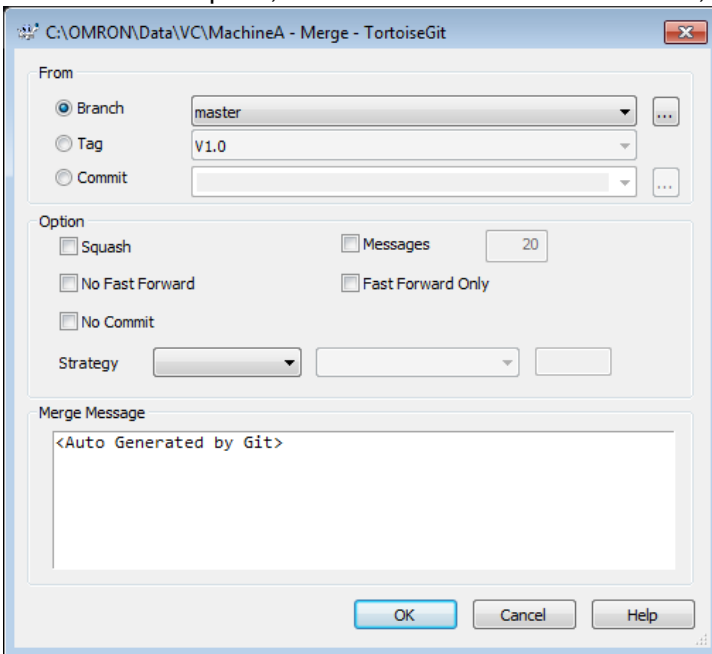 C:\OMRON\Data\VC\MachineA - Merge - TortoiseGit
From
Branch
master
...
Tag
V1.0
Commit
...
Option
Squash
Messages
20
No Fast Forward
Fast Forward Only
No Commit
Strategy
Merge Message
<Auto Generated by Git>
OK
Cancel
Help